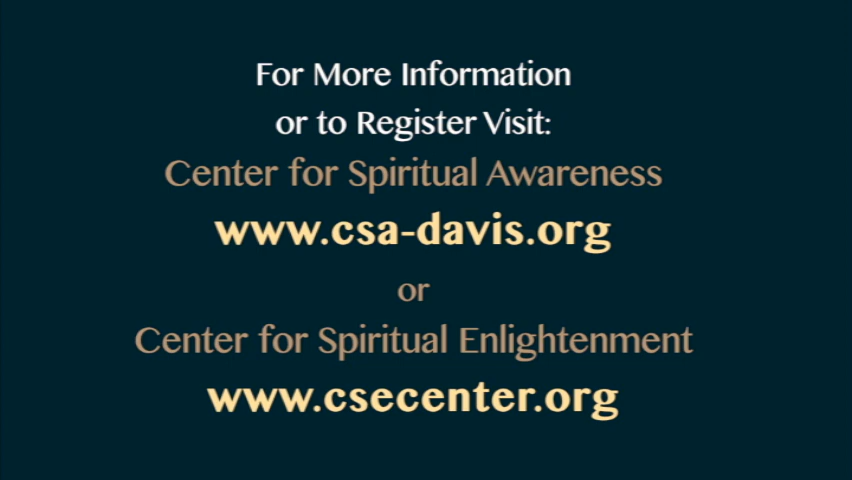 For More Information
or to Register Visit:
Center for Spiritual Awareness
www.csa-davis.org
or
Center for Spiritual Enlightenment
www.csecenter.org